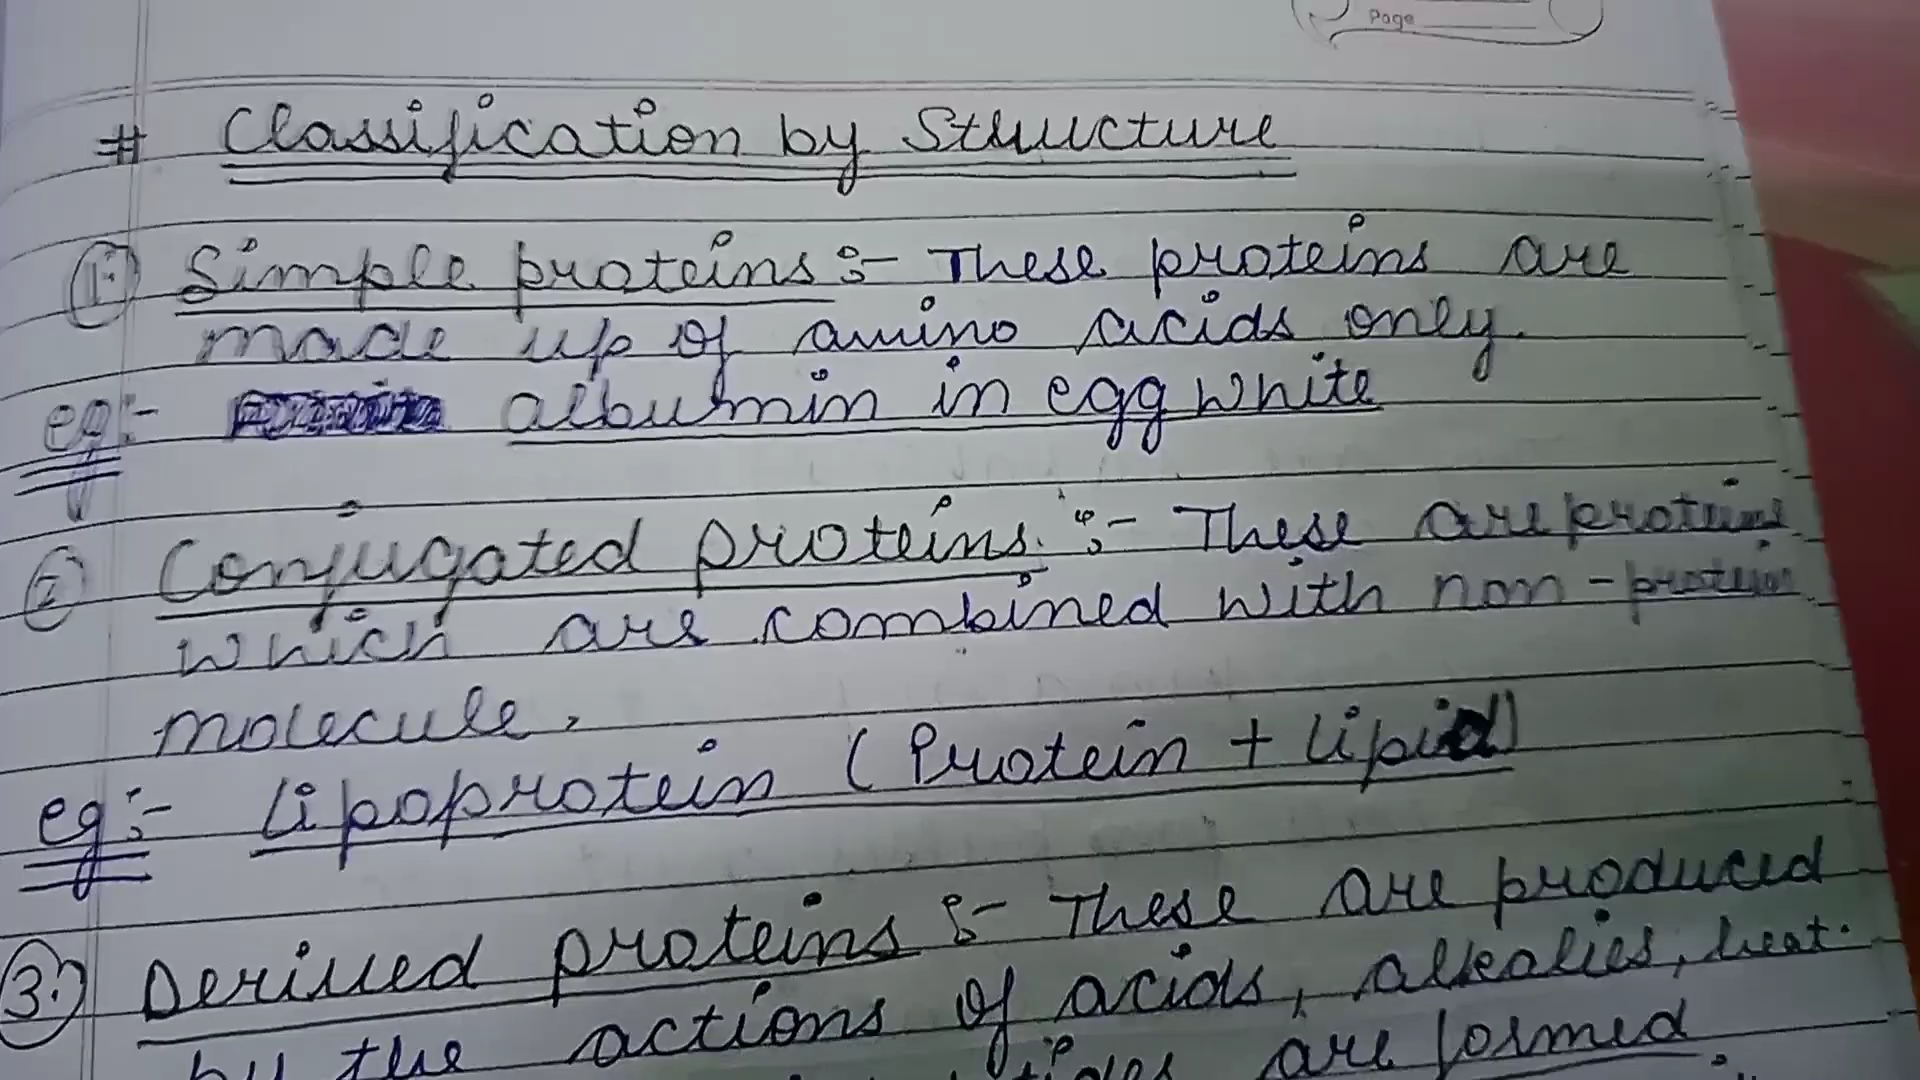 Page
# Classification by Structure
1. Simple proteins :- These proteins are
made up of amino acids only.
eg:- albumin in egg white
2 Conjugated proteins. :- These are proteins
which are combined with non-protein
molecule.
eg:- Lipoprotein (Protein + Lipid)
3. Derived proteins :- These are produced
by the actions of acids, alkalies, heat.
are formed